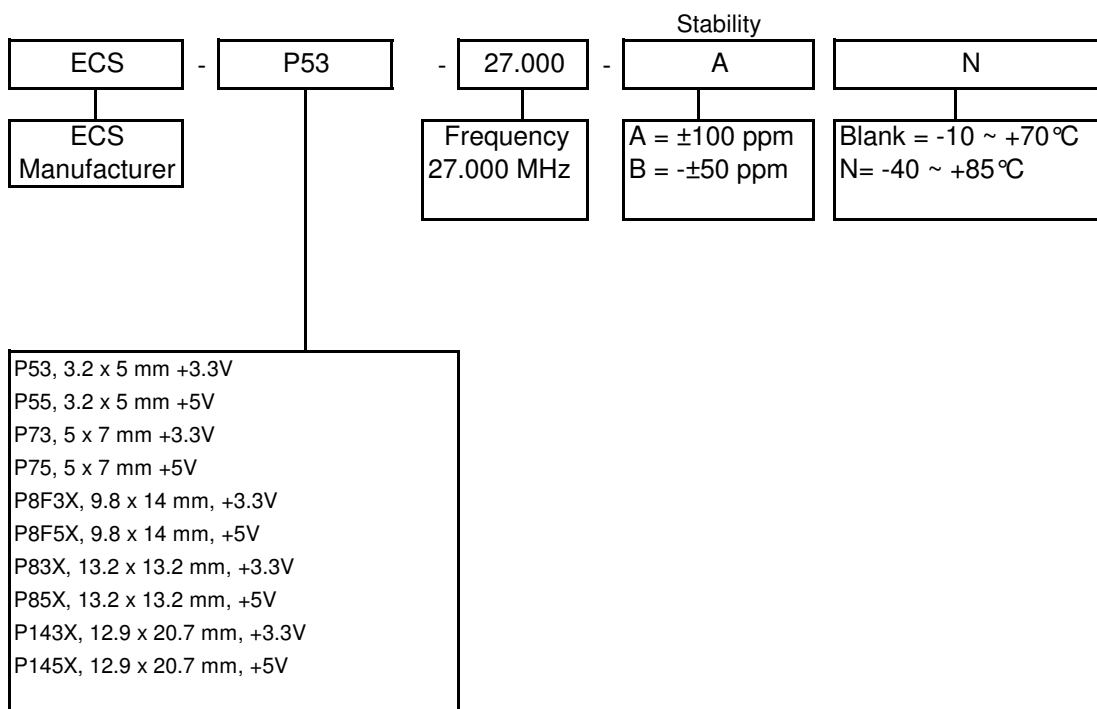 Stability
ECS - P53 - 27.000 - A N
ECS
Manufacturer
Frequency
27.000 MHz
A = ±100 ppm
B = -±50 ppm
Blank = -10 ~ +70°C
N= -40 ~ +85°C
P53, 3.2 x 5 mm +3.3V
P55, 3.2 x 5 mm +5V
P73, 5 x 7 mm +3.3V
P75, 5 x 7 mm +5V
P8F3X, 9.8 x 14 mm, +3.3V
P8F5X, 9.8 x 14 mm, +5V
P83X, 13.2 x 13.2 mm, +3.3V
P85X, 13.2 x 13.2 mm, +5V
P143X, 12.9 x 20.7 mm, +3.3V
P145X, 12.9 x 20.7 mm, +5V